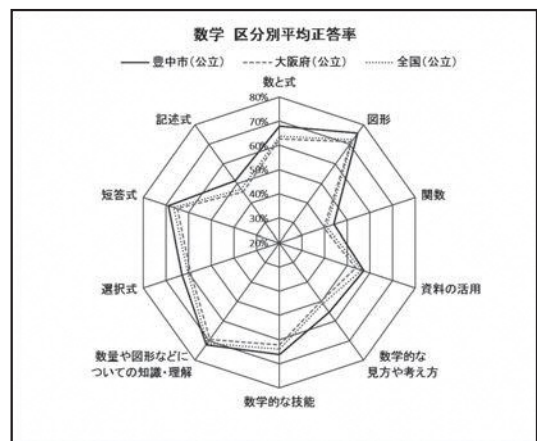 数学 区分別平均正答率
豊中市(公立) 大阪府(公立) 全国(公立)
数と式
80%
70%
60%
50%
40%
30%
20%
図形
関数
資料の活用
数学的な
見方や考え方
数学的な技能
数量や図形などに
ついての知識・理解
選択式
短答式
記述式